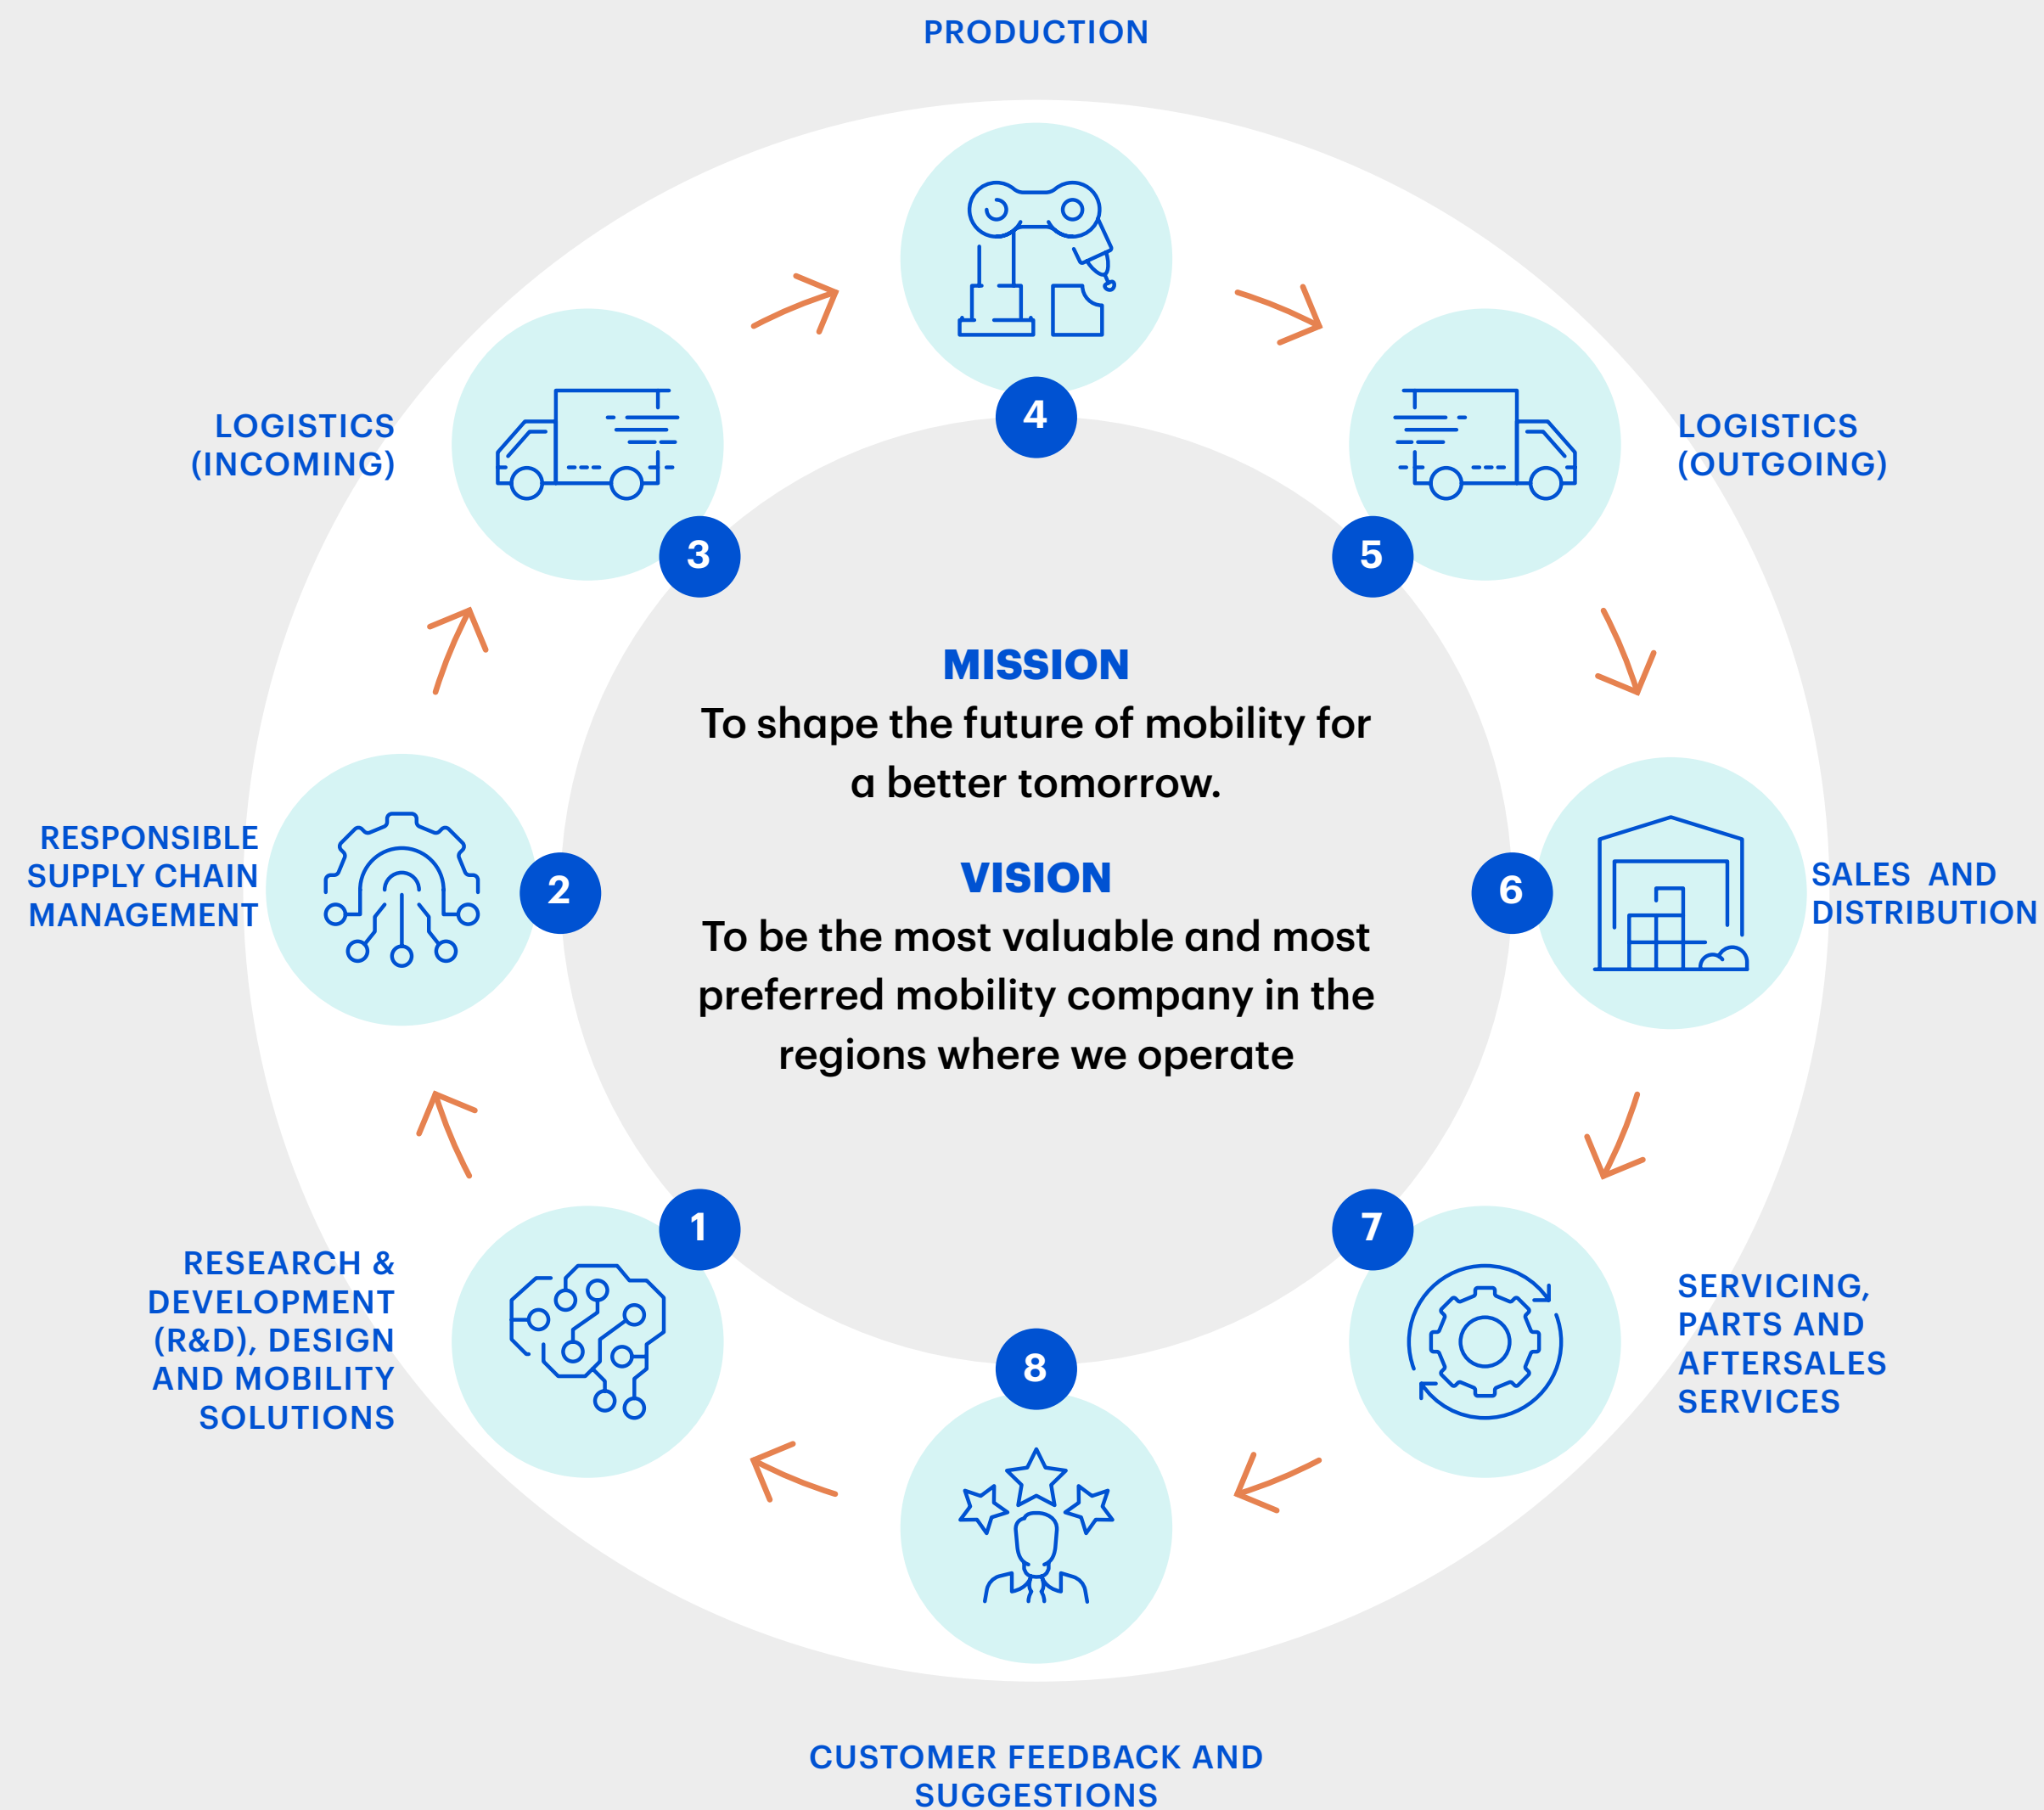 PRODUCTION
4
LOGISTICS
(INCOMING)
3
LOGISTICS
(OUTGOING)
5
MISSION
To shape the future of mobility for
a better tomorrow.
VISION
To be the most valuable and most
preferred mobility company in the
regions where we operate
RESPONSIBLE
SUPPLY CHAIN
MANAGEMENT
2
6
SALES AND
DISTRIBUTION
RESEARCH &
DEVELOPMENT
(R&D), DESIGN
AND MOBILITY
SOLUTIONS
1
7
SERVICING,
PARTS AND
AFTERSALES
SERVICES
8
CUSTOMER FEEDBACK AND
SUGGESTIONS